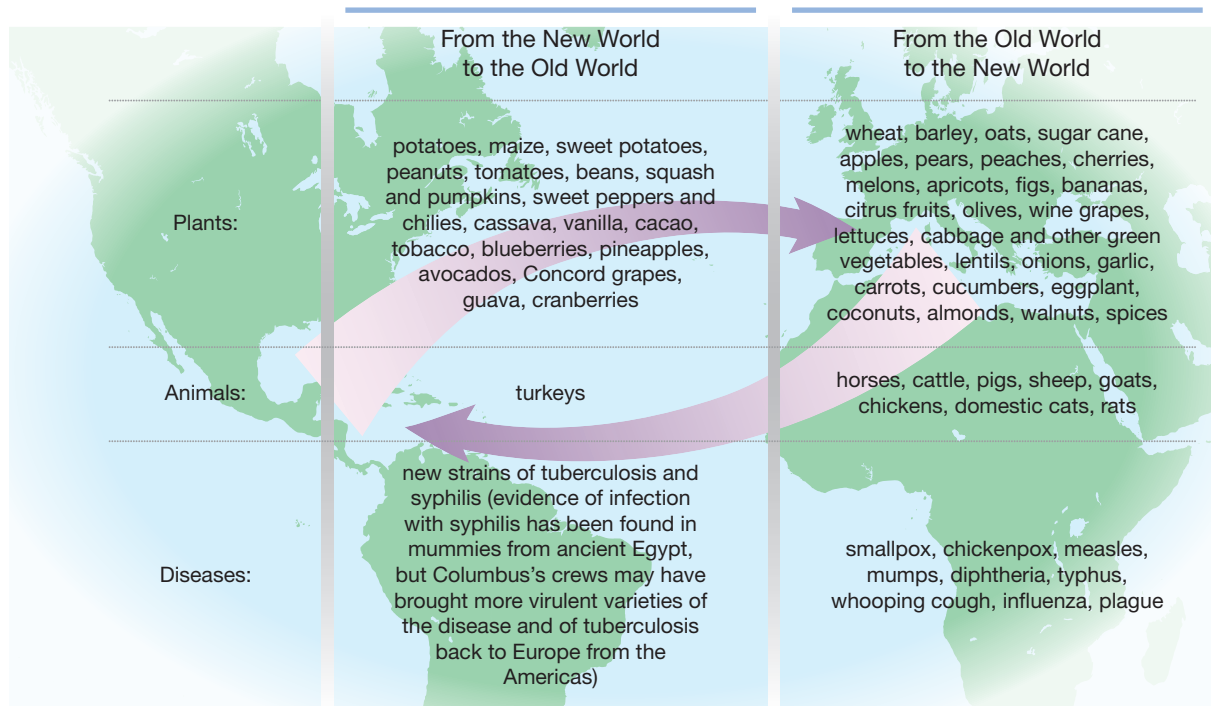 From the New World
to the Old World
From the Old World
to the New World
Plants:
potatoes, maize, sweet potatoes,
peanuts, tomatoes, beans, squash
and pumpkins, sweet peppers and
chilies, cassava, vanilla, cacao,
tobacco, blueberries, pineapples,
avocados, Concord grapes,
guava, cranberries
wheat, barley, oats, sugar cane,
apples, pears, peaches, cherries,
melons, apricots, figs, bananas,
citrus fruits, olives, wine grapes,
lettuces, cabbage and other green
vegetables, lentils, onions, garlic,
carrots, cucumbers, eggplant,
coconuts, almonds, walnuts, spices
Animals:
turkeys
horses, cattle, pigs, sheep, goats,
chickens, domestic cats, rats
Diseases:
new strains of tuberculosis and
syphilis (evidence of infection
with syphilis has been found in
mummies from ancient Egypt,
but Columbus’s crews may have
brought more virulent varieties of
the disease and of tuberculosis
back to Europe from the
Americas)
smallpox, chickenpox, measles,
mumps, diphtheria, typhus,
whooping cough, influenza, plague